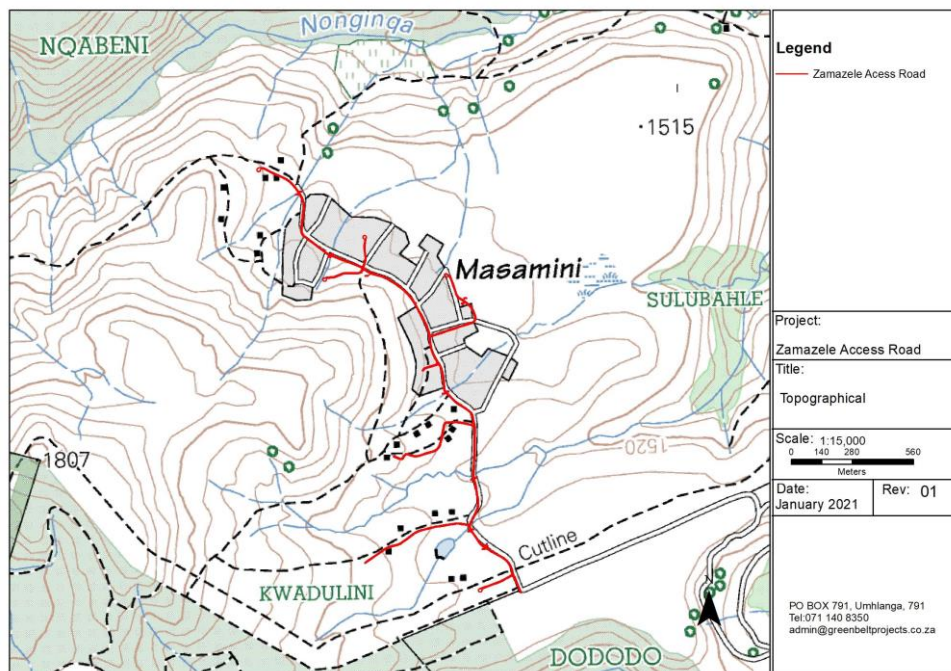 NQABENI
Nonginqa
1515
Masamini
SULUBAHLE
1807
1520
Cutline
KWADULINI
DODODO
Legend
Zamazele Acess Road
Project:
Zamazele Access Road
Title:
Topographical
Scale: 1:15,000
0 140 280 560
Meters
Date:
January 2021
Rev: 01
N
PO BOX 791, Umhlanga, 791
Tel:071 140 8350
admin@greenbeltprojects.co.za